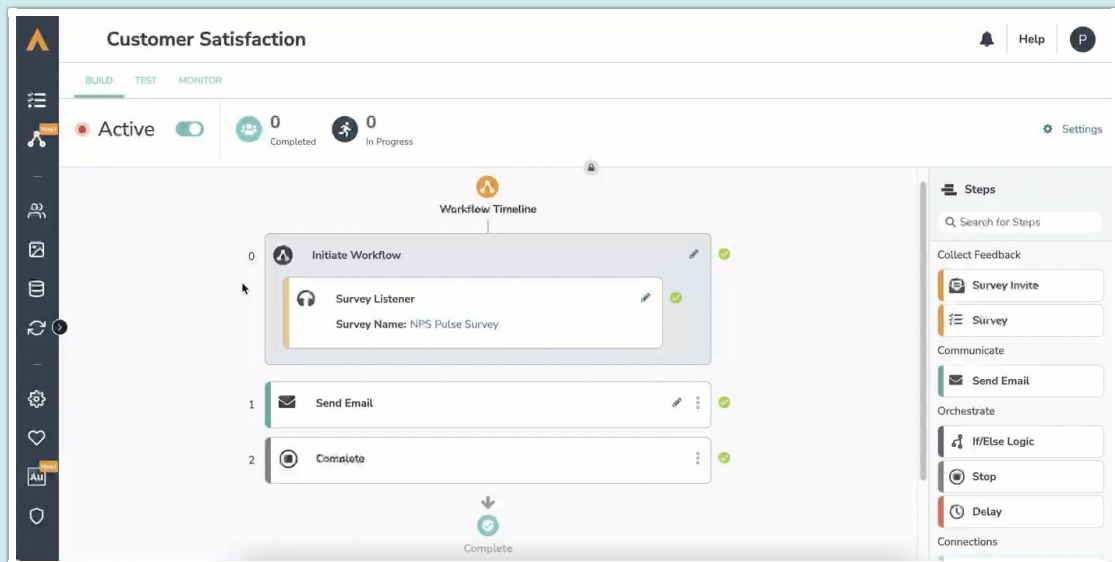 Customer Satisfaction
Help
P
BUILD TEST MONITOR
New!
Active
0
Completed
0
In Progress
Settings
Workflow Timeline
0
Initiate Workflow
Survey Listener
Survey Name: NPS Pulse Survey
1
Send Email
2
Complete
Complete
Steps
Search for Steps
Collect Feedback
Survey Invite
Survey
Communicate
Send Email
Orchestrate
If/Else Logic
Stop
Delay
Connections
New!
Au